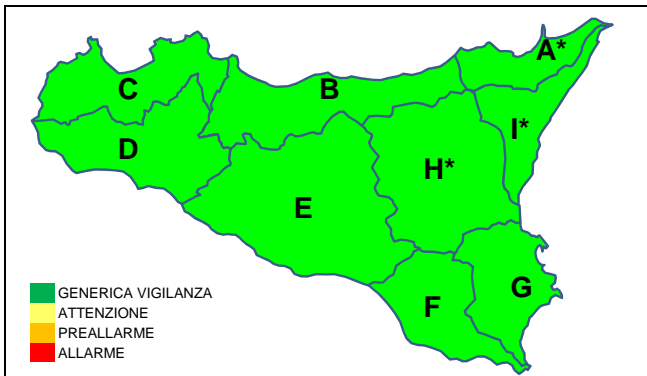 A*
C
B
I*
D
H*
E
G
F
GENERICA VIGILANZA
ATTENZIONE
PREALLARME
ALLARME